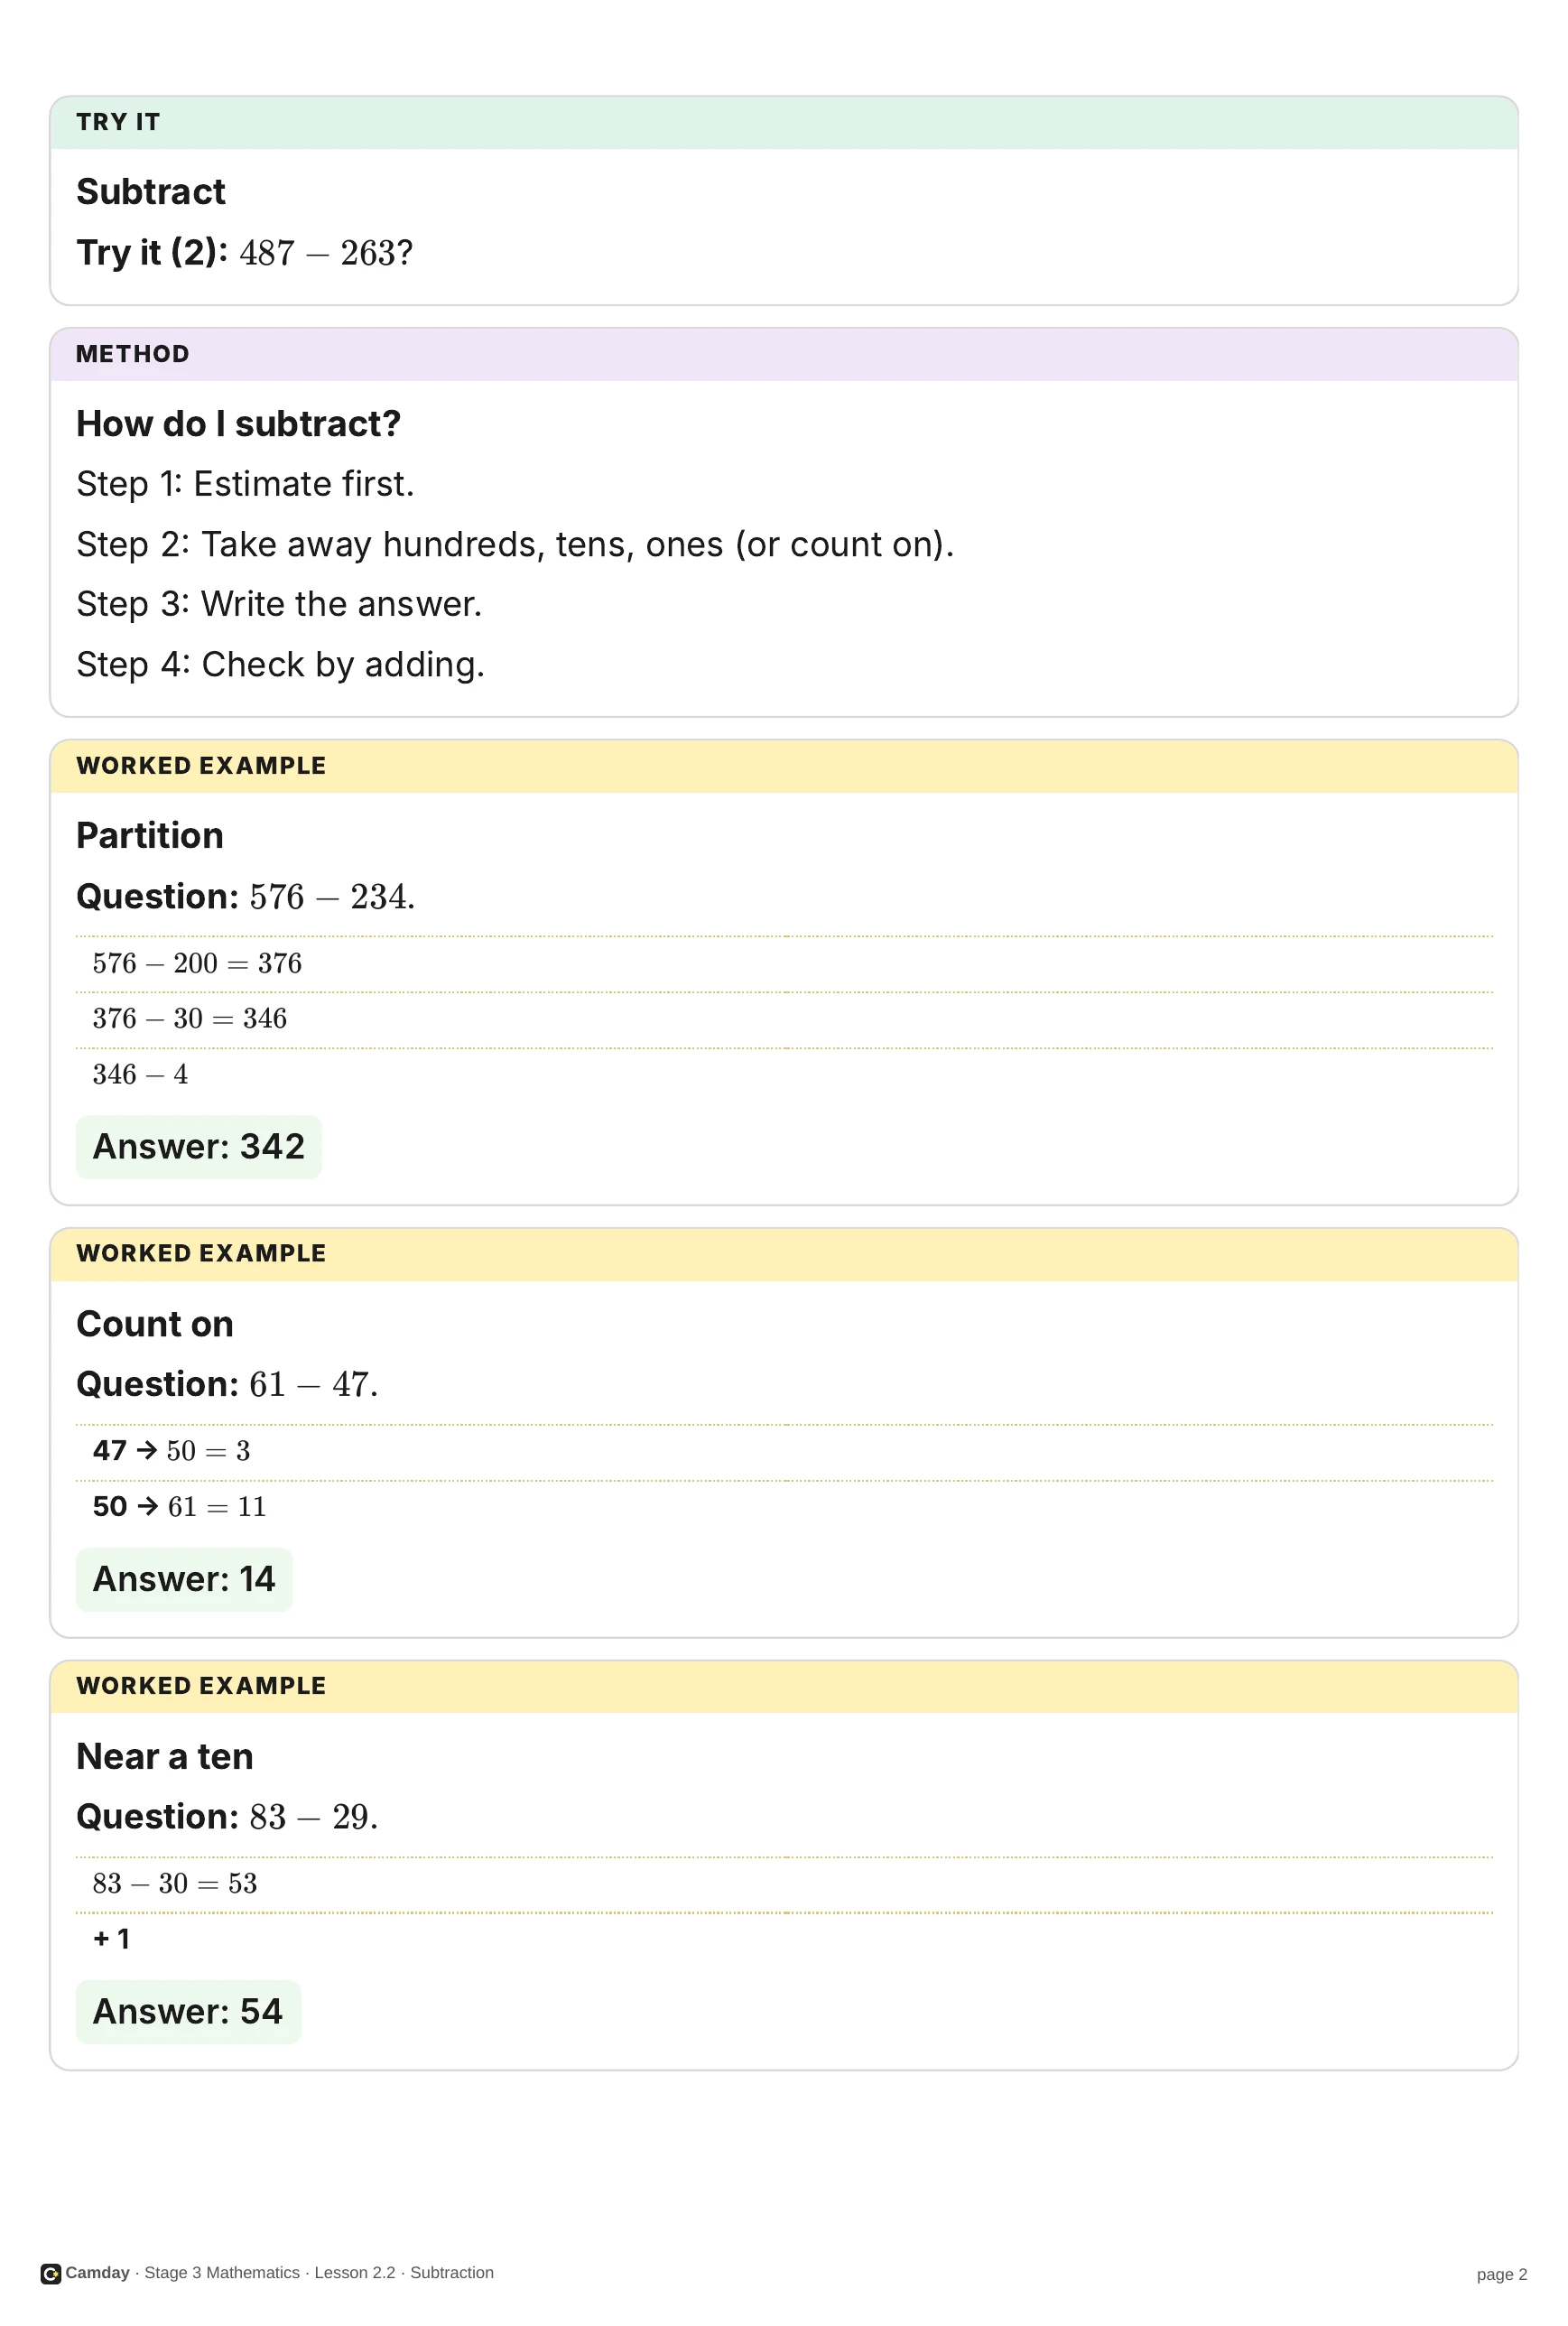 TRY IT
Subtract
Try it (2): 487 − 263?
METHOD
How do I subtract?
Step 1: Estimate first.
Step 2: Take away hundreds, tens, ones (or count on).
Step 3: Write the answer.
Step 4: Check by adding.
WORKED EXAMPLE
Partition
Question: 576 − 234.
576 − 200 = 376
376 − 30 = 346
346 − 4
Answer: 342
WORKED EXAMPLE
Count on
Question: 61 − 47.
47 → 50 = 3
50 → 61 = 11
Answer: 14
WORKED EXAMPLE
Near a ten
Question: 83 − 29.
83 − 30 = 53
+ 1
Answer: 54
Camday · Stage 3 Mathematics · Lesson 2.2 · Subtraction
page 2